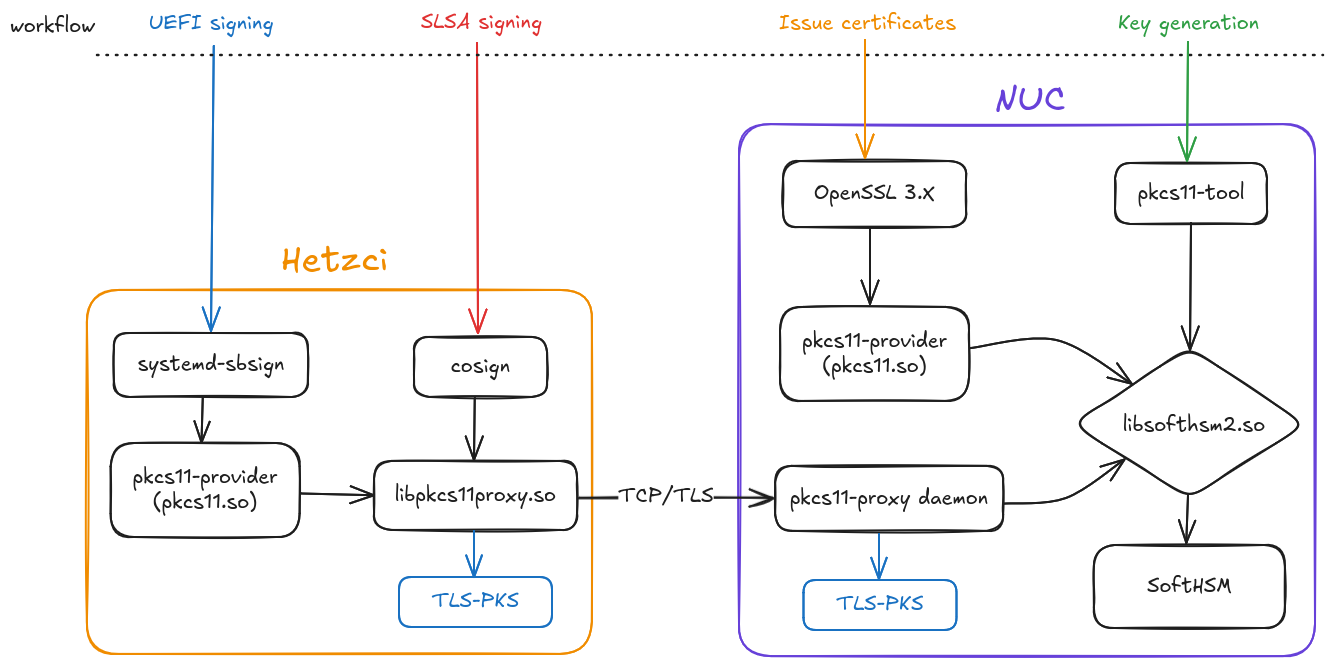 workflow
UEFI signing
SLSA signing
Issue certificates
Key generation
NUC
OpenSSL 3.X
pkcs11-tool
Hetzci
pkcs11-provider
(pkcs11.so)
systemd-sbsign
cosign
libsofthsm2.so
pkcs11-provider
(pkcs11.so)
libpkcs11proxy.so
TCP/TLS
pkcs11-proxy daemon
SoftHSM
TLS-PKS
TLS-PKS